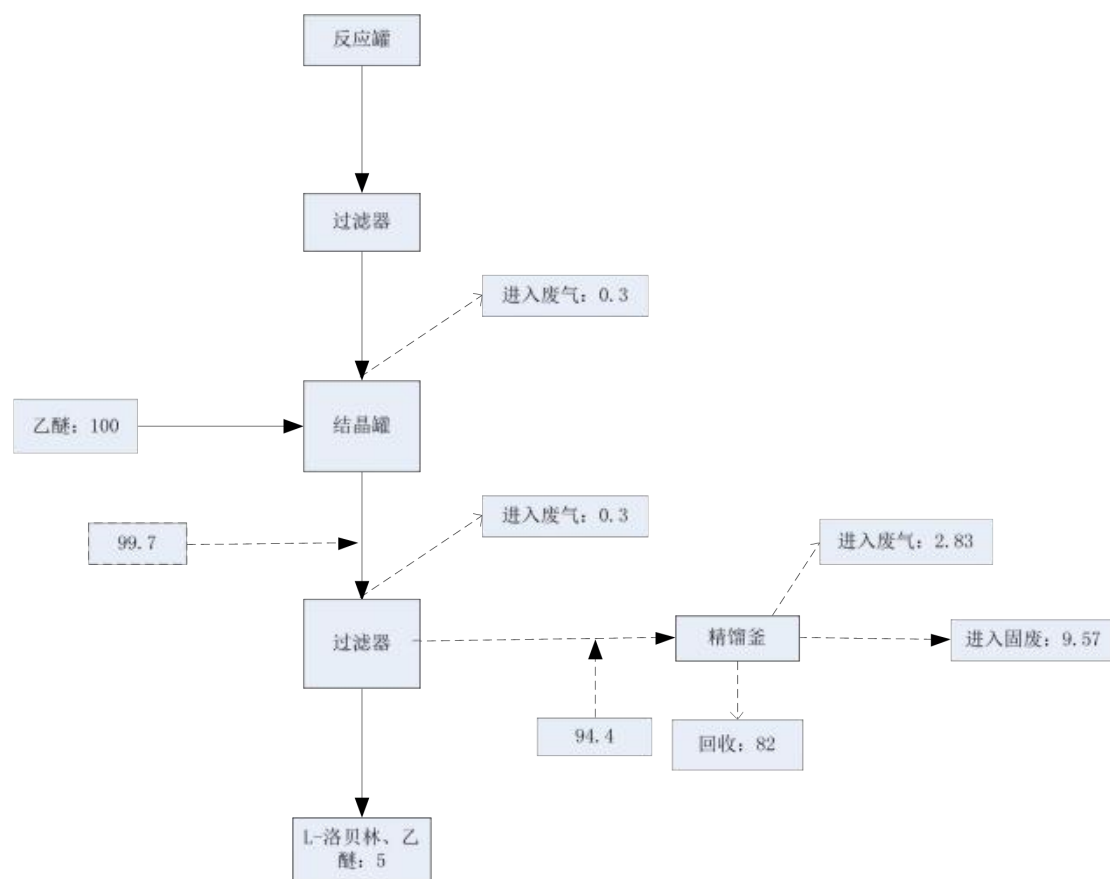 反应罐
过滤器
进入废气：0.3
乙醚：100
结晶罐
进入废气：0.3
99.7
进入废气：2.83
过滤器
精馏釜
进入固废：9.57
94.4
回收：82
L-洛贝林、乙
醚：5